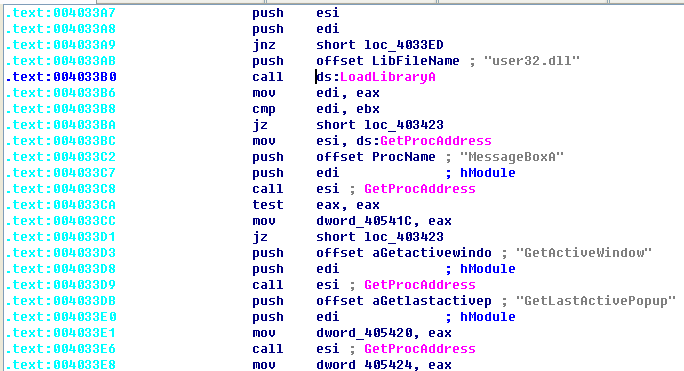 .text:004033A7 push esi
.text:004033A8 push edi
.text:004033A9 jnz short loc_4033ED
.text:004033AB push offset LibFileName ; "user32.dll"
.text:004033B0 call ds:LoadLibraryA
.text:004033B6 mov edi, eax
.text:004033B8 cmp edi, ebx
.text:004033BA jz short loc_403423
.text:004033BC mov esi, ds:GetProcAddress
.text:004033C2 push offset ProcName ; "MessageBoxA"
.text:004033C7 push edi ; hModule
.text:004033C8 call esi ; GetProcAddress
.text:004033CA test eax, eax
.text:004033CC mov dword_40541C, eax
.text:004033D1 jz short loc_403423
.text:004033D3 push offset aGetactivewindo ; "GetActiveWindow"
.text:004033D8 push edi ; hModule
.text:004033D9 call esi ; GetProcAddress
.text:004033DB push offset aGetlastactivep ; "GetLastActivePopup"
.text:004033E0 push edi ; hModule
.text:004033E1 mov dword_405420, eax
.text:004033E6 call esi ; GetProcAddress
.text:004033E8 mov dword_405424, eax